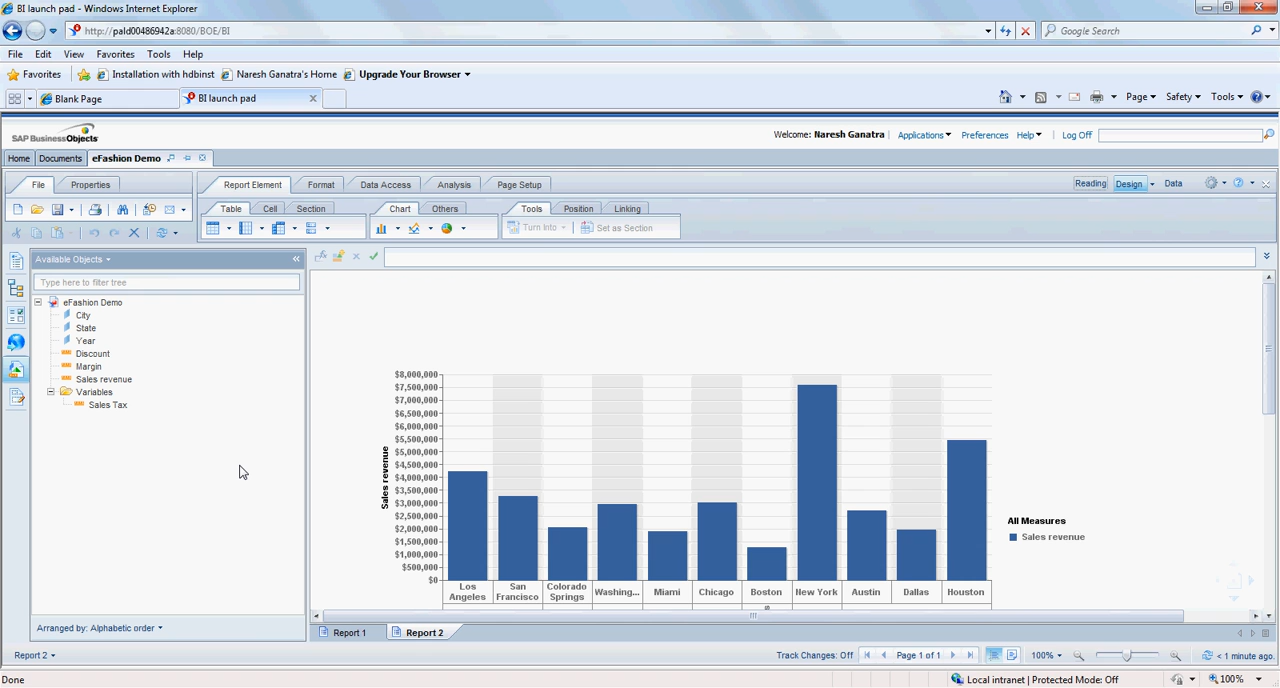 BI launch pad - Windows Internet Explorer
http://pald00486942a:8080/BOE/BI
Google Search
File Edit View Favorites Tools Help
Favorites Installation with hdbinst Naresh Ganatra's Home Upgrade Your Browser
Blank Page BI launch pad Page Safety Tools
SAP BusinessObjects Welcome: Naresh Ganatra Applications Preferences Help Log Off
Home Documents eFashion Demo
File Properties Report Element Format Data Access Analysis Page Setup Reading Design Data
Table Cell Section Chart Others Tools Position Linking
Turn Into Set as Section
Available Objects
Type here to filter tree
eFashion Demo
City
State
Year
Discount
Margin
Sales revenue
Variables
Sales Tax
Arranged by: Alphabetic order
Sales revenue
$8,000,000
$7,500,000
$7,000,000
$6,500,000
$6,000,000
$5,500,000
$5,000,000
$4,500,000
$4,000,000
$3,500,000
$3,000,000
$2,500,000
$2,000,000
$1,500,000
$1,000,000
$500,000
$0
Los Angeles San Francisco Colorado Springs Washing... Miami Chicago Boston New York Austin Dallas Houston
All Measures
Sales revenue
Report 1 Report 2
Report 2 Track Changes: Off Page 1 of 1 100% < 1 minute ago
Done Local intranet | Protected Mode: Off 100%